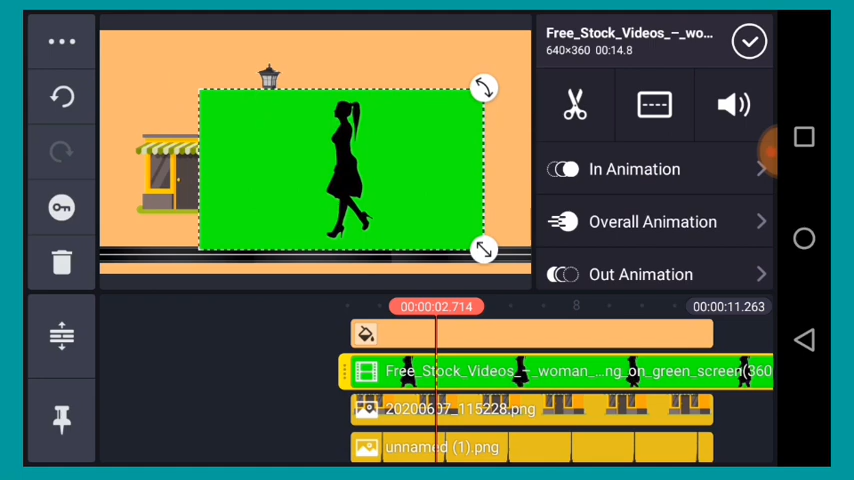 Free_Stock_Videos_–_wo...
640×360 00:14.8
In Animation
Overall Animation
Out Animation
00:00:02.714
8
00:00:11.263
Free_Stock_Videos_–_woman_...ng_on_green_screen(360
20200607_115228.png
unnamed (1).png